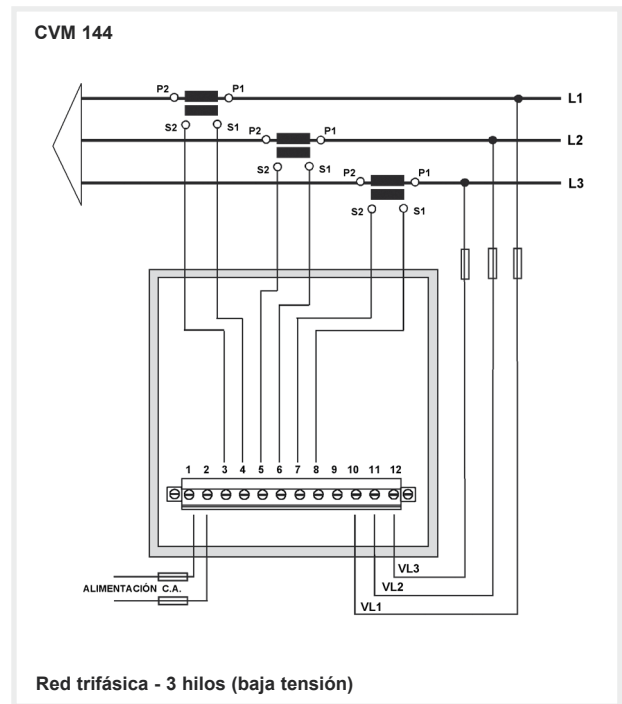 CVM 144
P2 P1
L1
S2 S1 P2 P1
L2
S2 S1 P2 P1
L3
S2 S1
1 2 3 4 5 6 7 8 9 10 11 12
VL3
ALIMENTACIÓN C.A. VL2
VL1
Red trifásica - 3 hilos (baja tensión)